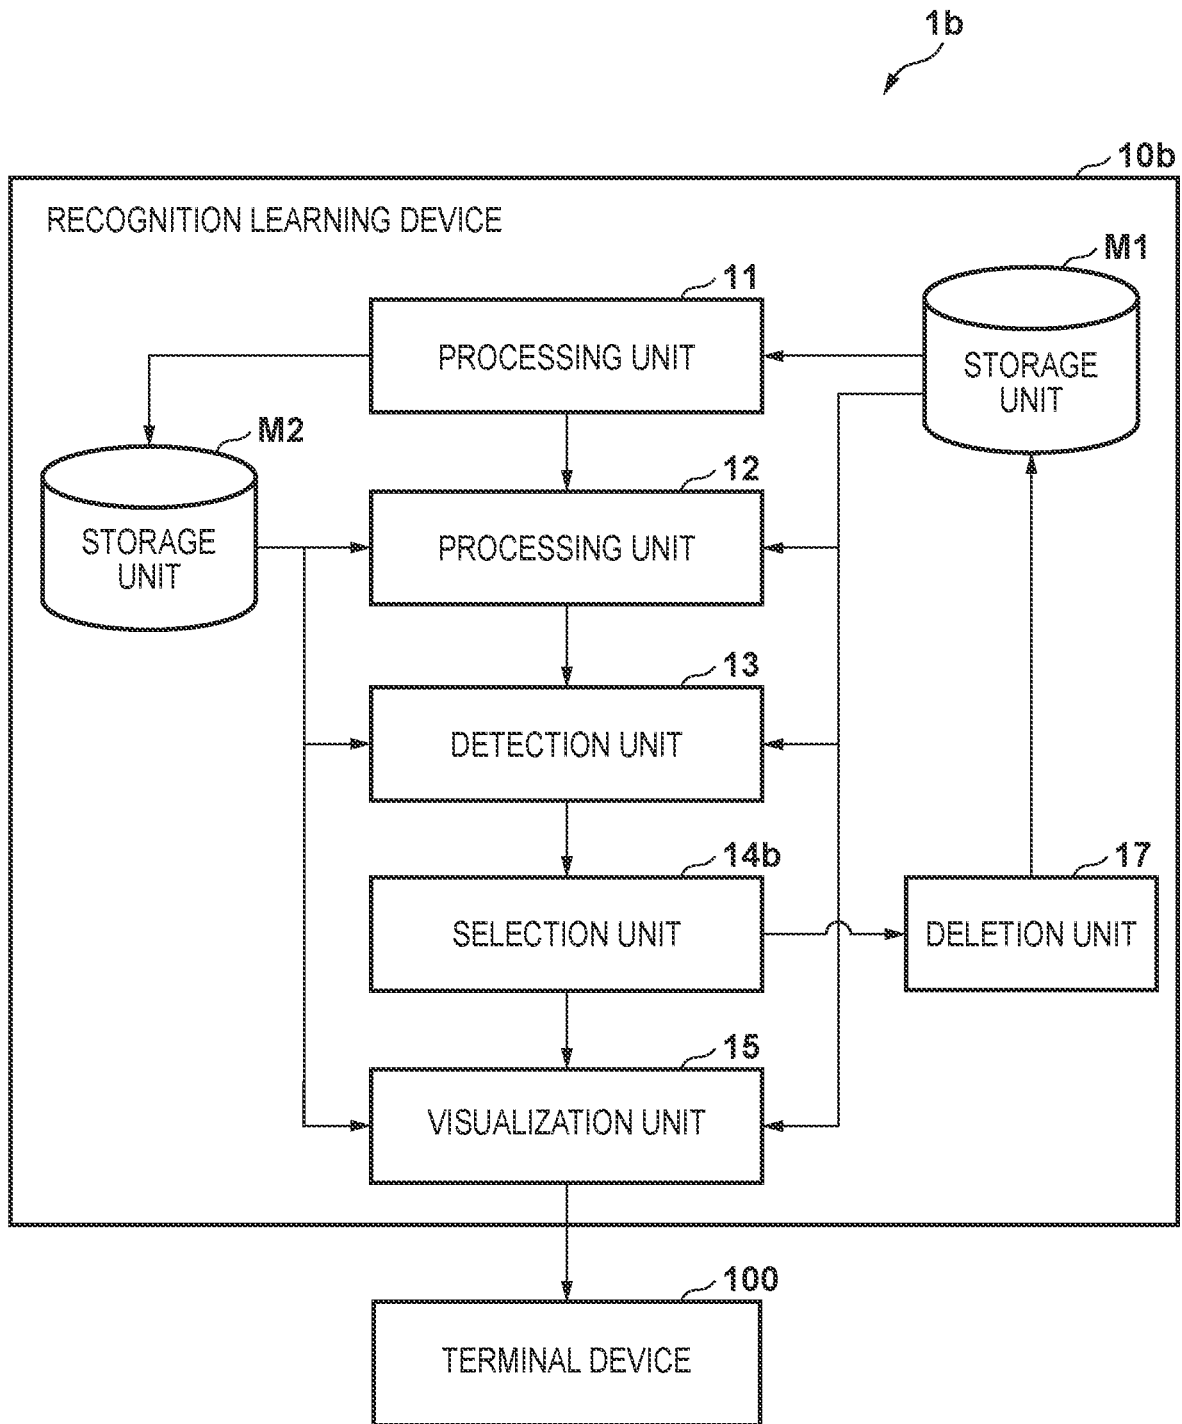 1b
10b
RECOGNITION LEARNING DEVICE
M1
11
PROCESSING UNIT
STORAGE
UNIT
M2
12
STORAGE
UNIT
PROCESSING UNIT
13
DETECTION UNIT
14b
17
SELECTION UNIT
DELETION UNIT
15
VISUALIZATION UNIT
100
TERMINAL DEVICE